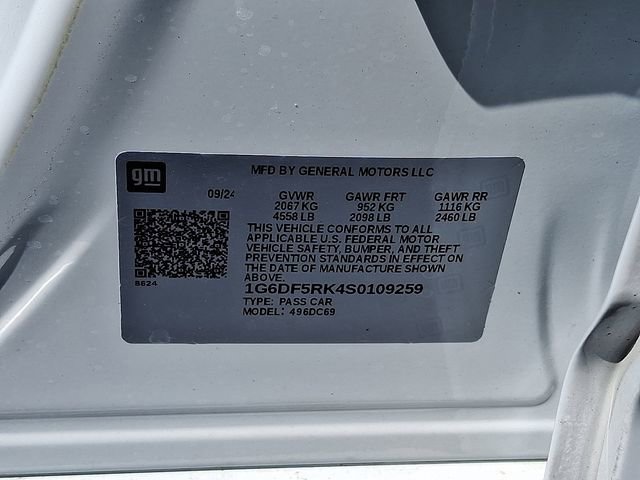 gm
MFD BY GENERAL MOTORS LLC
09/24 GVWR GAWR FRT GAWR RR
2067 KG 952 KG 1116 KG
4558 LB 2098 LB 2460 LB
THIS VEHICLE CONFORMS TO ALL
APPLICABLE U.S. FEDERAL MOTOR
VEHICLE SAFETY, BUMPER, AND THEFT
PREVENTION STANDARDS IN EFFECT ON
THE DATE OF MANUFACTURE SHOWN
ABOVE.
8624
1G6DF5RK4S0109259
TYPE: PASS CAR
MODEL: 496DC69